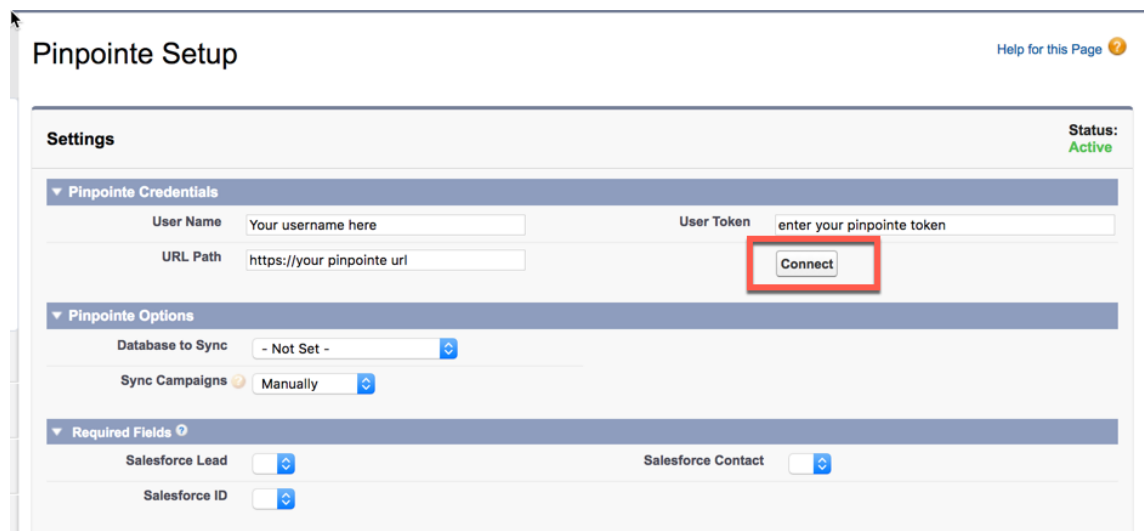 Pinpointe Setup
Help for this Page
Settings
Status:
Active
Pinpointe Credentials
User Name Your username here User Token enter your pinpointe token
URL Path https://your pinpointe url Connect
Pinpointe Options
Database to Sync - Not Set -
Sync Campaigns Manually
Required Fields
Salesforce Lead Salesforce Contact
Salesforce ID